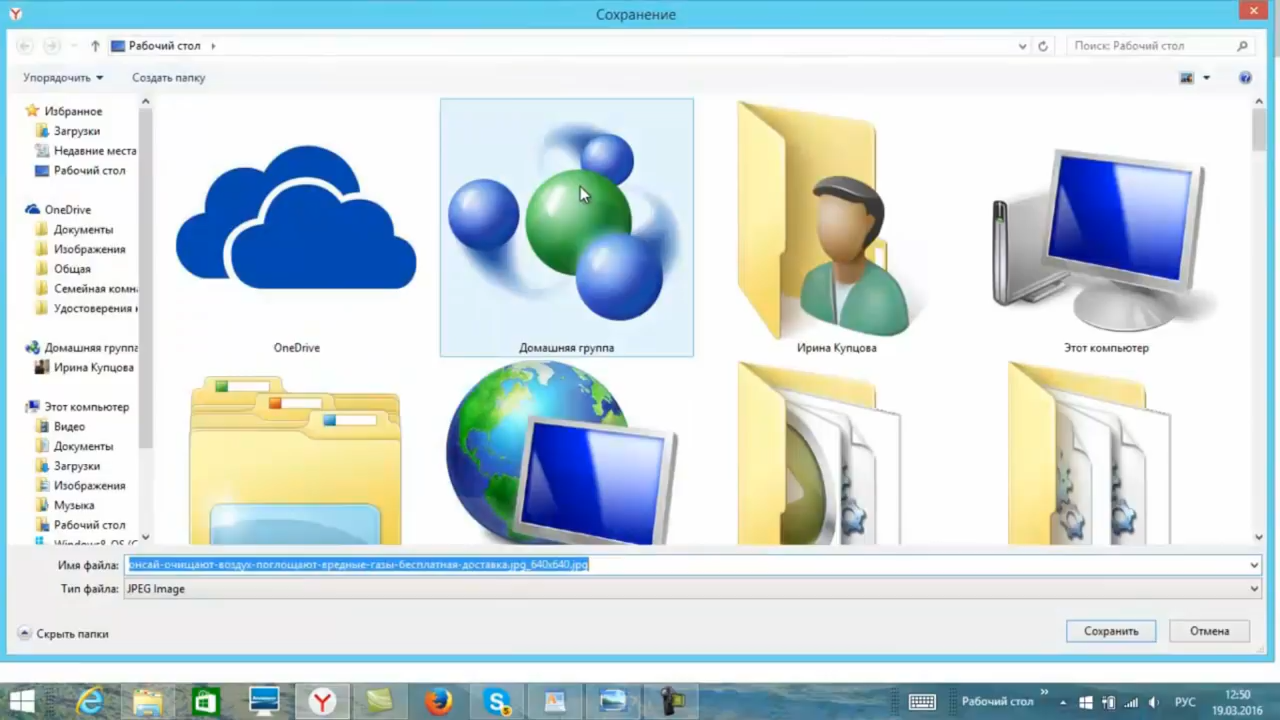 Сохранение
Рабочий стол
Поиск: Рабочий стол
Упорядочить
Создать папку
Избранное
Загрузки
Недавние места
Рабочий стол
OneDrive
Документы
Изображения
Общая
Семейная комн
Удостоверения
Домашняя группа
Ирина Купцова
Этот компьютер
Видео
Документы
Загрузки
Изображения
Музыка
Рабочий стол
Windows8_OS (C
OneDrive
Домашняя группа
Ирина Купцова
Этот компьютер
Имя файла:
онсай-очищают-воздух-поглощают-вредные-газы-бесплатная-доставка.jpg_640x640.jpg
Тип файла:
JPEG Image
Скрыть папки
Сохранить
Отмена
Рабочий стол
РУС
12:50
19.03.2016